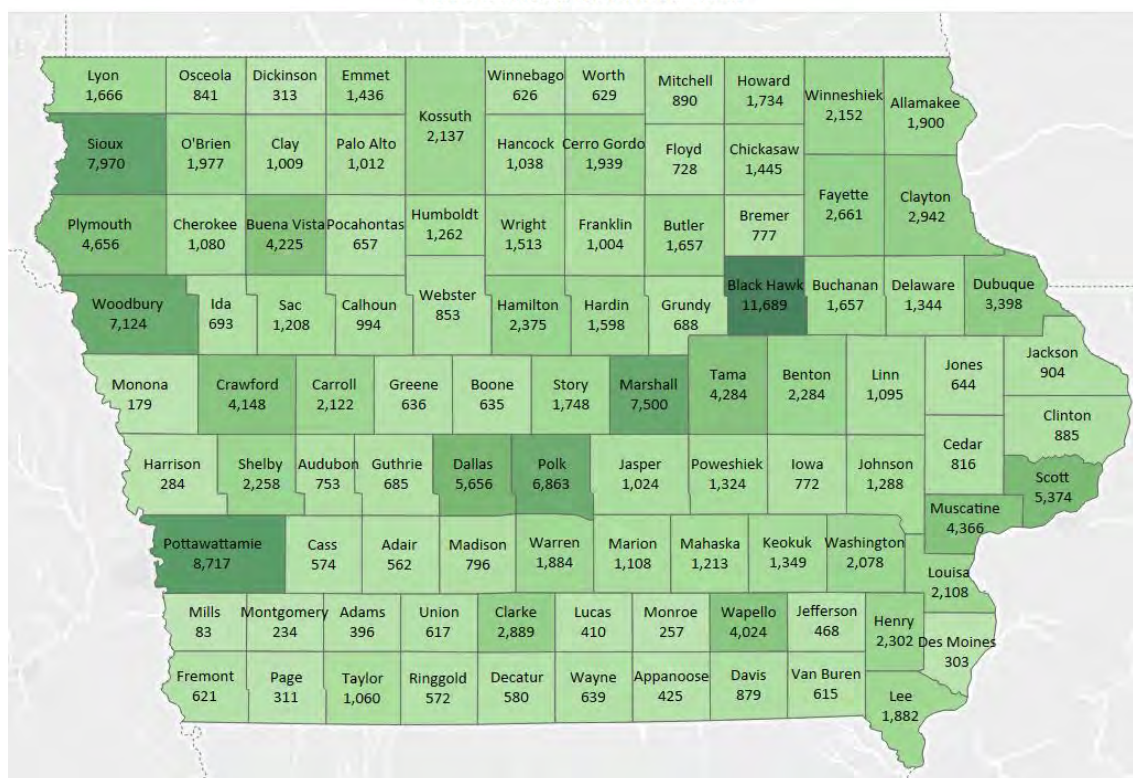 Lyon
1,666
Osceola
841
Dickinson
313
Emmet
1,436
Kossuth
2,137
Winnebago
626
Worth
629
Mitchell
890
Howard
1,734
Winneshiek
2,152
Allamakee
1,900
Sioux
7,970
O'Brien
1,977
Clay
1,009
Palo Alto
1,012
Hancock
1,038
Cerro Gordo
1,939
Floyd
728
Chickasaw
1,445
Fayette
2,661
Clayton
2,942
Plymouth
4,656
Cherokee
1,080
Buena Vista
4,225
Pocahontas
657
Humboldt
1,262
Wright
1,513
Franklin
1,004
Butler
1,657
Bremer
777
Woodbury
7,124
Ida
693
Sac
1,208
Calhoun
994
Webster
853
Hamilton
2,375
Hardin
1,598
Grundy
688
Black Hawk
11,689
Buchanan
1,657
Delaware
1,344
Dubuque
3,398
Monona
179
Crawford
4,148
Carroll
2,122
Greene
636
Boone
635
Story
1,748
Marshall
7,500
Tama
4,284
Benton
2,284
Linn
1,095
Jones
644
Jackson
904
Clinton
885
Harrison
284
Shelby
2,258
Audubon
753
Guthrie
685
Dallas
5,656
Polk
6,863
Jasper
1,024
Poweshiek
1,324
Iowa
772
Johnson
1,288
Cedar
816
Scott
5,374
Muscatine
4,366
Pottawattamie
8,717
Cass
574
Adair
562
Madison
796
Warren
1,884
Marion
1,108
Mahaska
1,213
Keokuk
1,349
Washington
2,078
Louisa
2,108
Mills
83
Montgomery
234
Adams
396
Union
617
Clarke
2,889
Lucas
410
Monroe
257
Wapello
4,024
Jefferson
468
Henry
2,302
Des Moines
303
Fremont
621
Page
311
Taylor
1,060
Ringgold
572
Decatur
580
Wayne
639
Appanoose
425
Davis
879
Van Buren
615
Lee
1,882